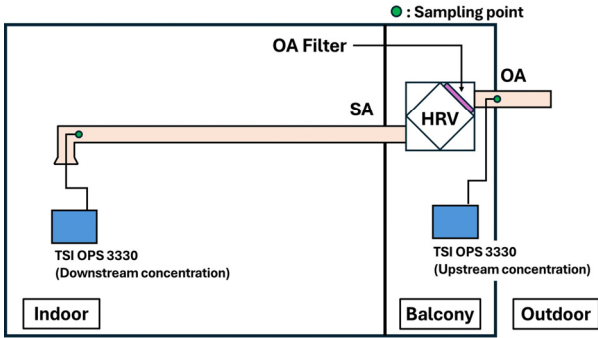 : Sampling point
OA Filter
OA
SA
HRV
TSI OPS 3330
(Downstream concentration)
TSI OPS 3330
(Upstream concentration)
Indoor
Balcony
Outdoor